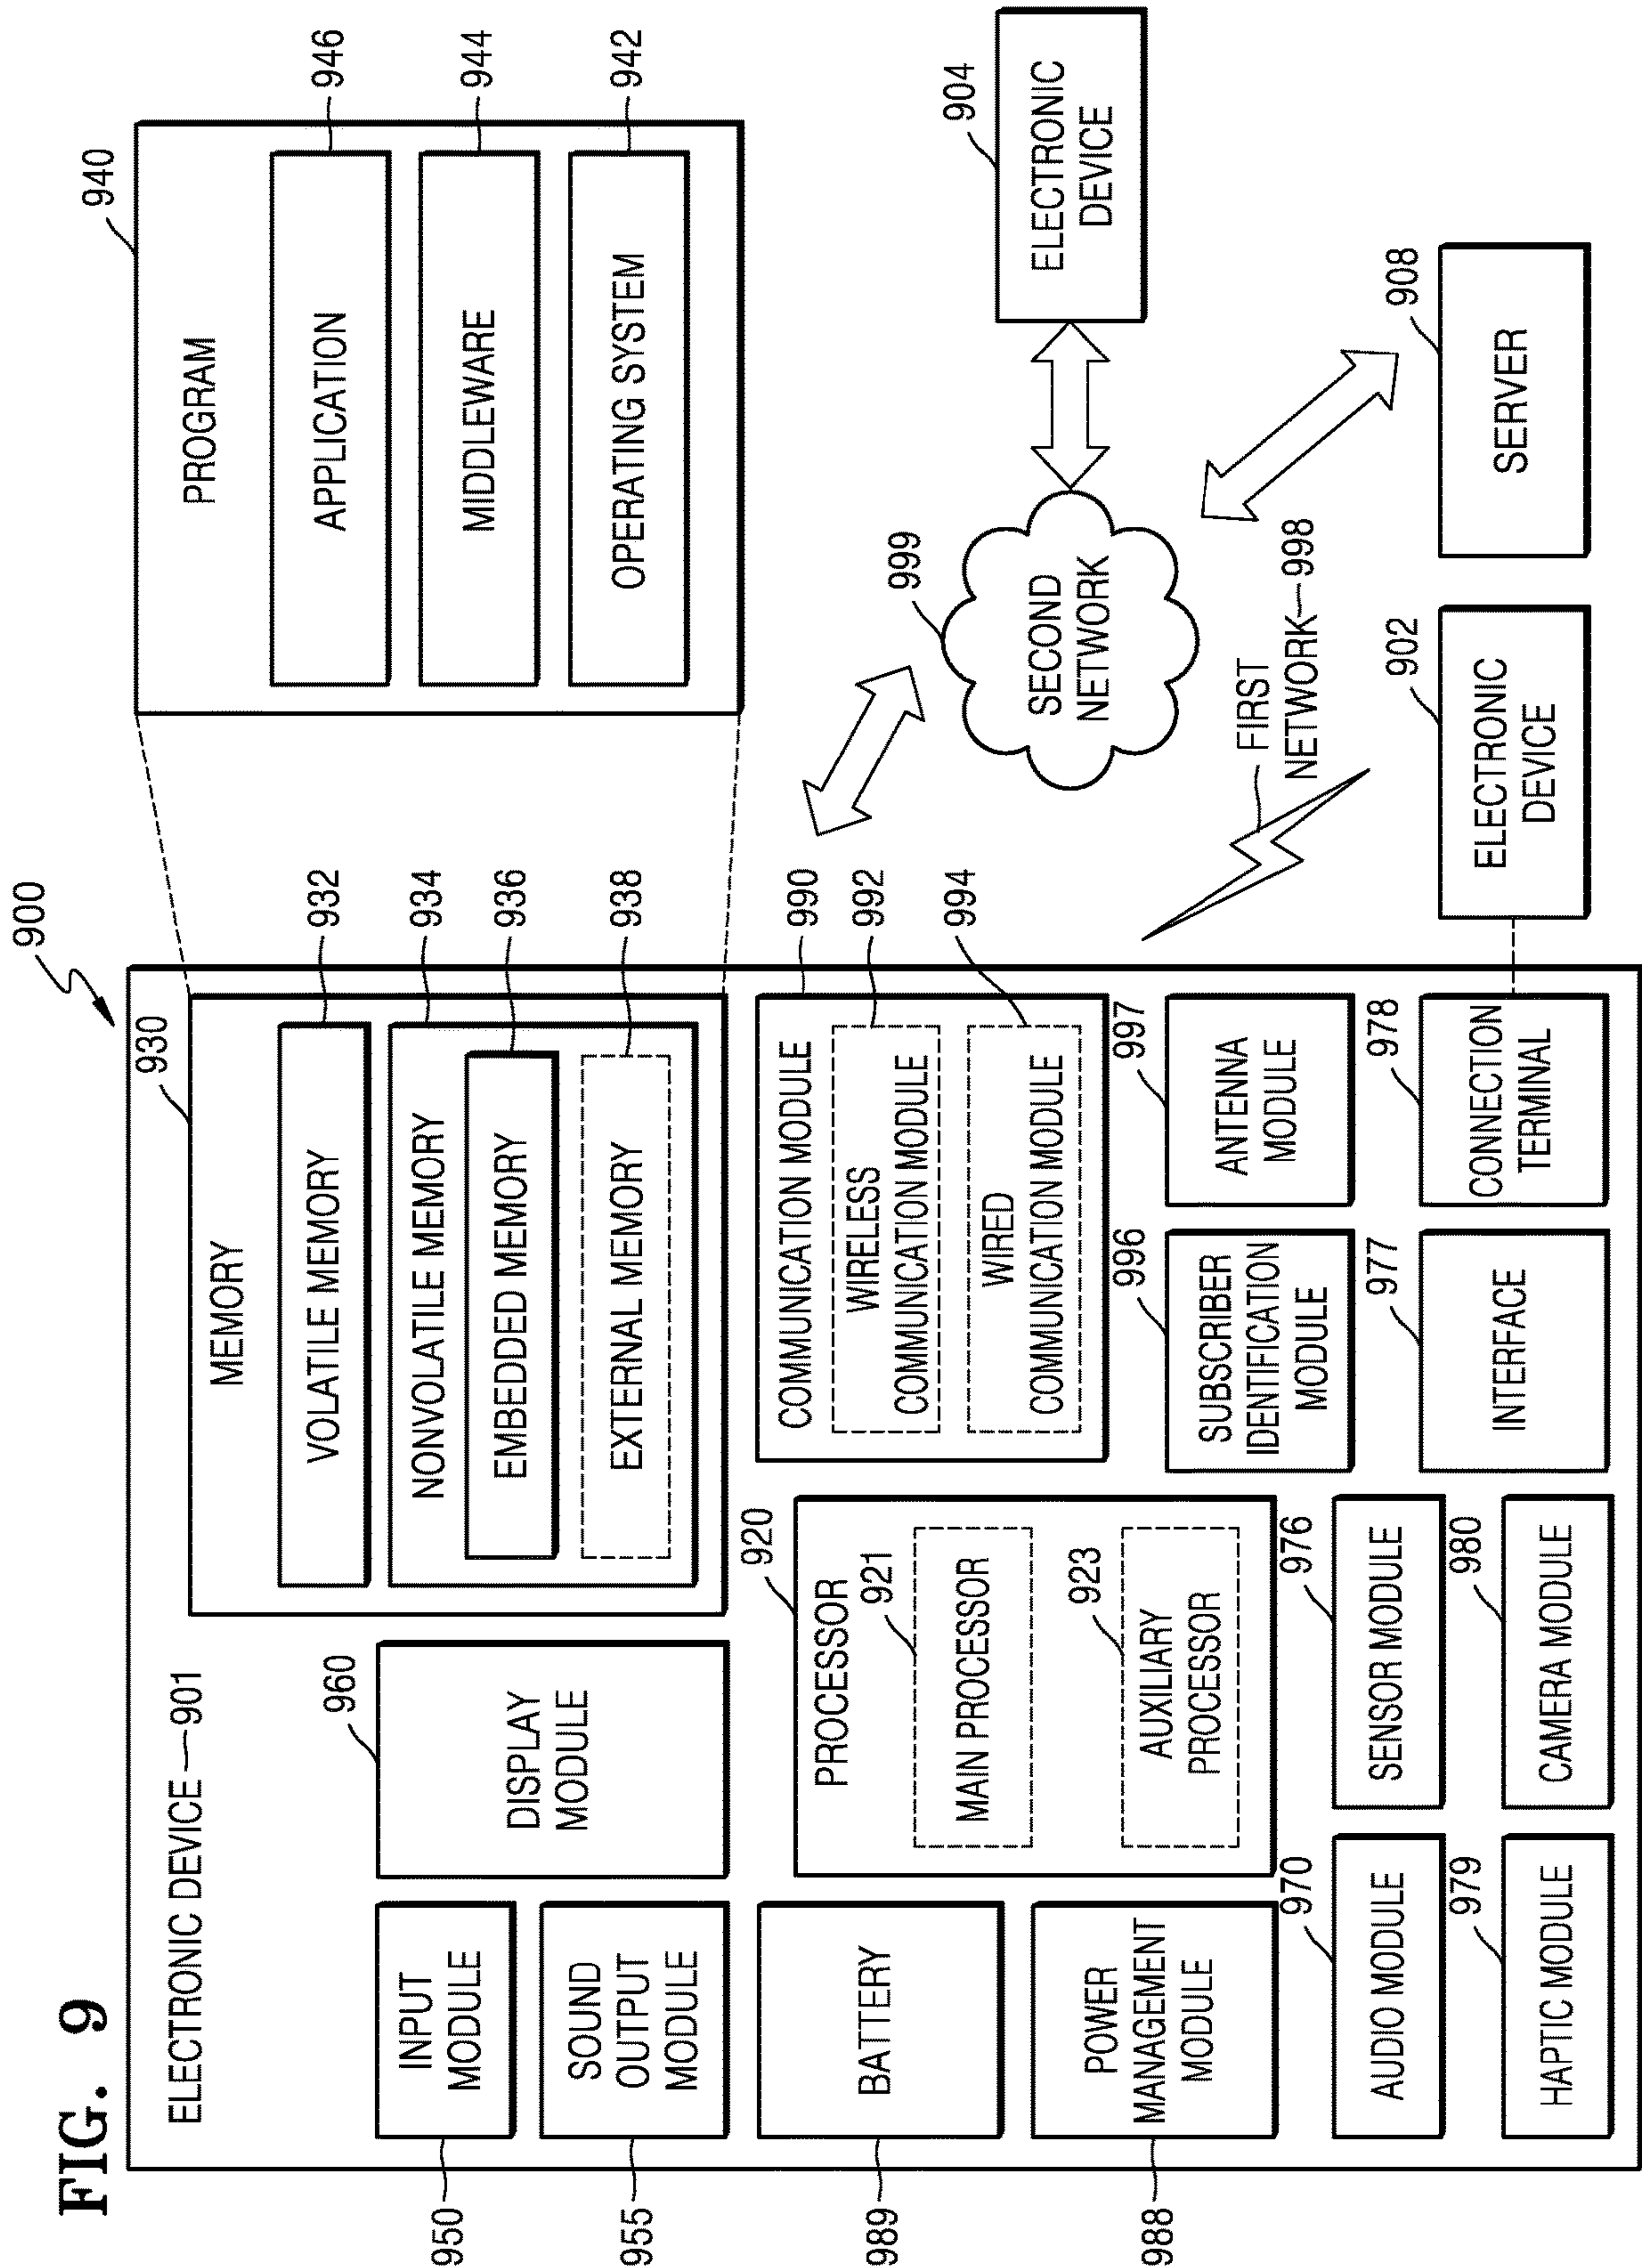 FIG. 9
900
ELECTRONIC DEVICE 901
950
INPUT
MODULE
955
SOUND
OUTPUT
MODULE
960
DISPLAY
MODULE
930
MEMORY
VOLATILE MEMORY
932
NONVOLATILE MEMORY
934
EMBEDDED MEMORY
936
EXTERNAL MEMORY
938
940
PROGRAM
APPLICATION
946
MIDDLEWARE
944
OPERATING SYSTEM
942
989
BATTERY
988
POWER
MANAGEMENT
MODULE
920
PROCESSOR
921
MAIN PROCESSOR
923
AUXILIARY
PROCESSOR
990
COMMUNICATION MODULE
992
WIRELESS
COMMUNICATION MODULE
994
WIRED
COMMUNICATION MODULE
996
SUBSCRIBER
IDENTIFICATION
MODULE
997
ANTENNA
MODULE
970
AUDIO MODULE
976
SENSOR MODULE
977
INTERFACE
978
CONNECTION
TERMINAL
979
HAPTIC MODULE
980
CAMERA MODULE
999
SECOND
NETWORK
904
ELECTRONIC
DEVICE
FIRST
NETWORK 998
902
ELECTRONIC
DEVICE
908
SERVER